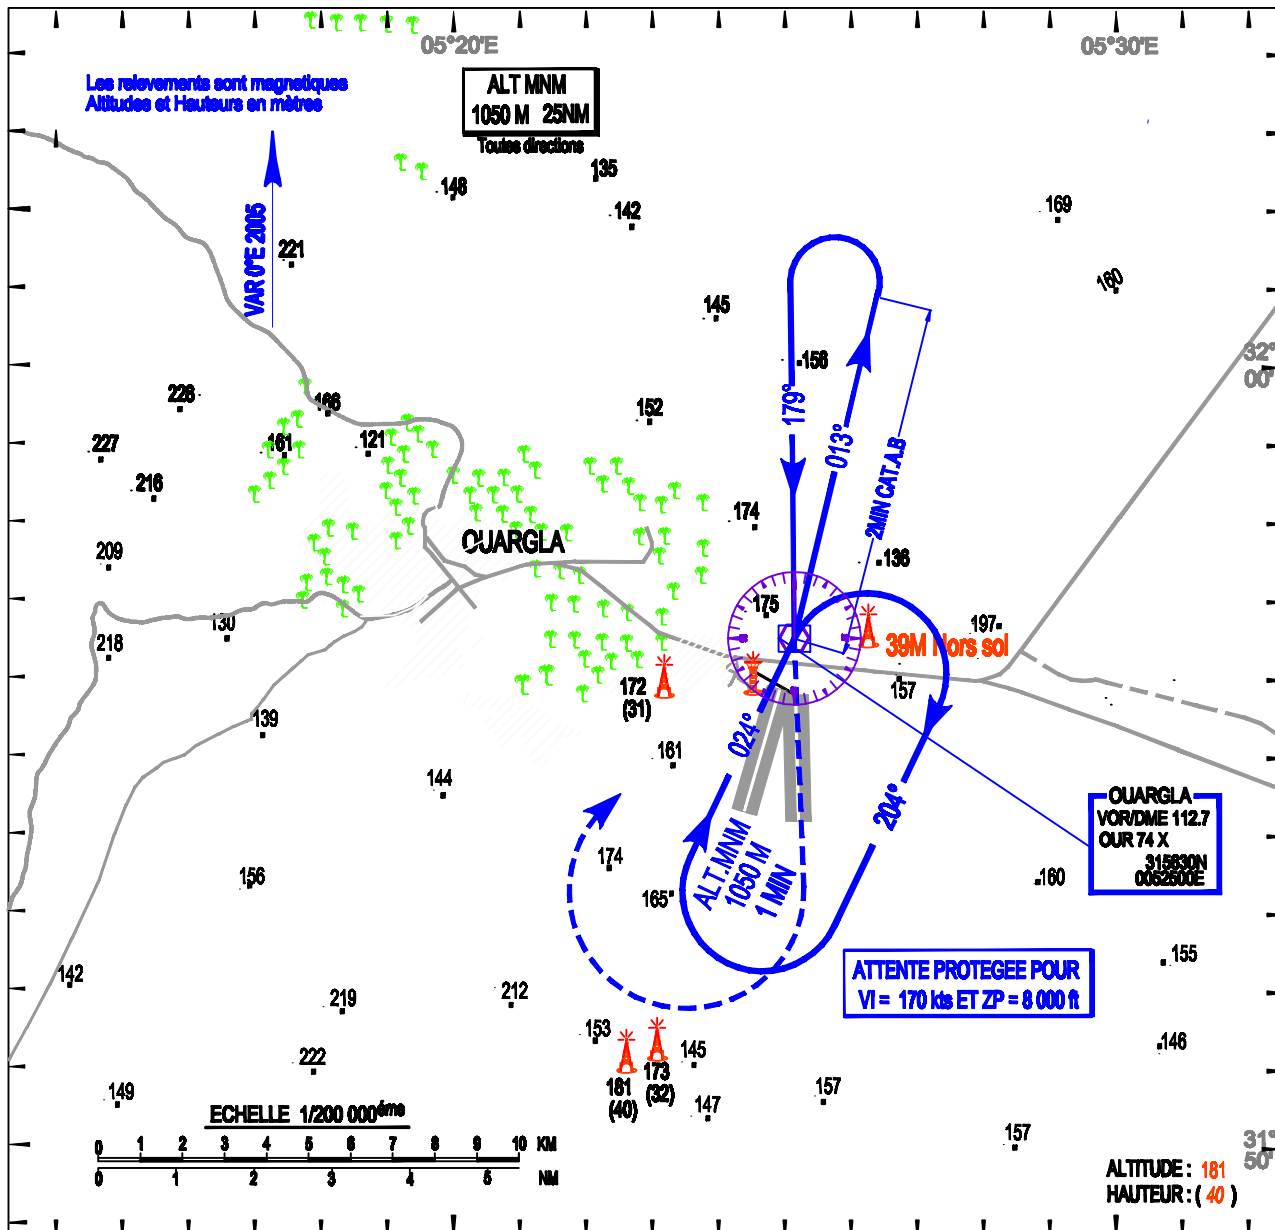 05°20'E
05°30'E
Les relevements sont magnetiques
Altitudes et Hauteurs en mètres
ALT MNM
1050 M 25NM
Toutes directions
VAR 0°E 2005
135
148
142
169
221
160
145
156
32°
00'
228
166
152
179°
013°
2MIN CAT.A.B
227
161
121
216
174
OUARGLA
136
209
175
130
197
39M Hors sol
218
172
(31)
157
139
024°
161
144
204°
OUARGLA
VOR/DME 112.7
OUR 74 X
315830N
0052500E
ALT.MNM
1050 M
1 MIN
174
156
165
160
155
142
ATTENTE PROTEGEE POUR
VI = 170 kts ET ZP = 8 000 ft
219
212
153
145
146
222
181
(40)
173
(32)
149
147
157
157
31°
50'
ECHELLE 1/200 000éme
0 1 2 3 4 5 6 7 8 9 10 KM
0 1 2 3 4 5 NM
ALTITUDE : 181
HAUTEUR : ( 40 )